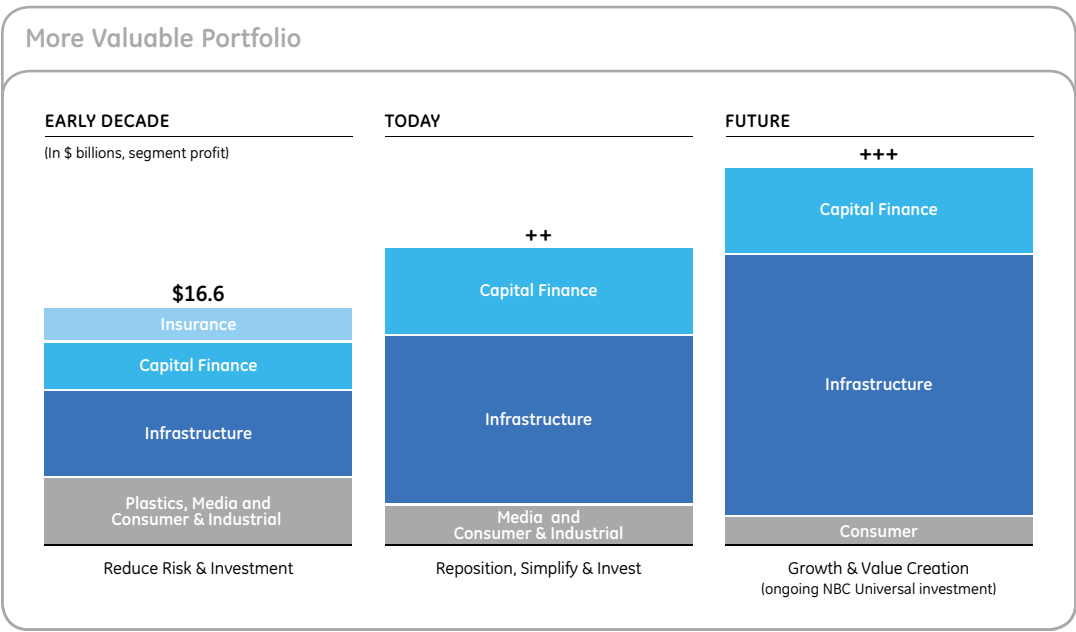 More Valuable Portfolio
EARLY DECADE
(In $ billions, segment profit)
$16.6
Insurance
Capital Finance
Infrastructure
Plastics, Media and
Consumer & Industrial
Reduce Risk & Investment
TODAY
++
Capital Finance
Infrastructure
Media and
Consumer & Industrial
Reposition, Simplify & Invest
FUTURE
+++
Capital Finance
Infrastructure
Consumer
Growth & Value Creation
(ongoing NBC Universal investment)